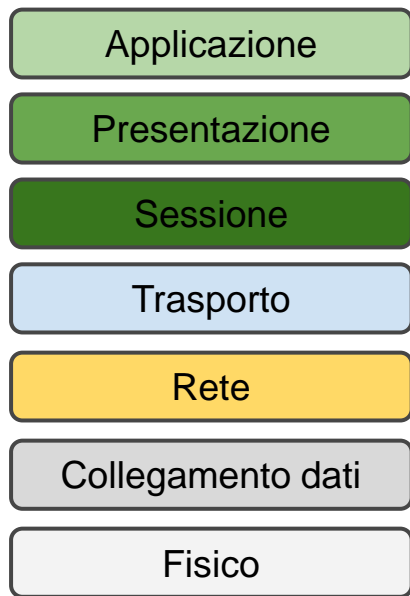 Applicazione
Presentazione
Sessione
Trasporto
Rete
Collegamento dati
Fisico